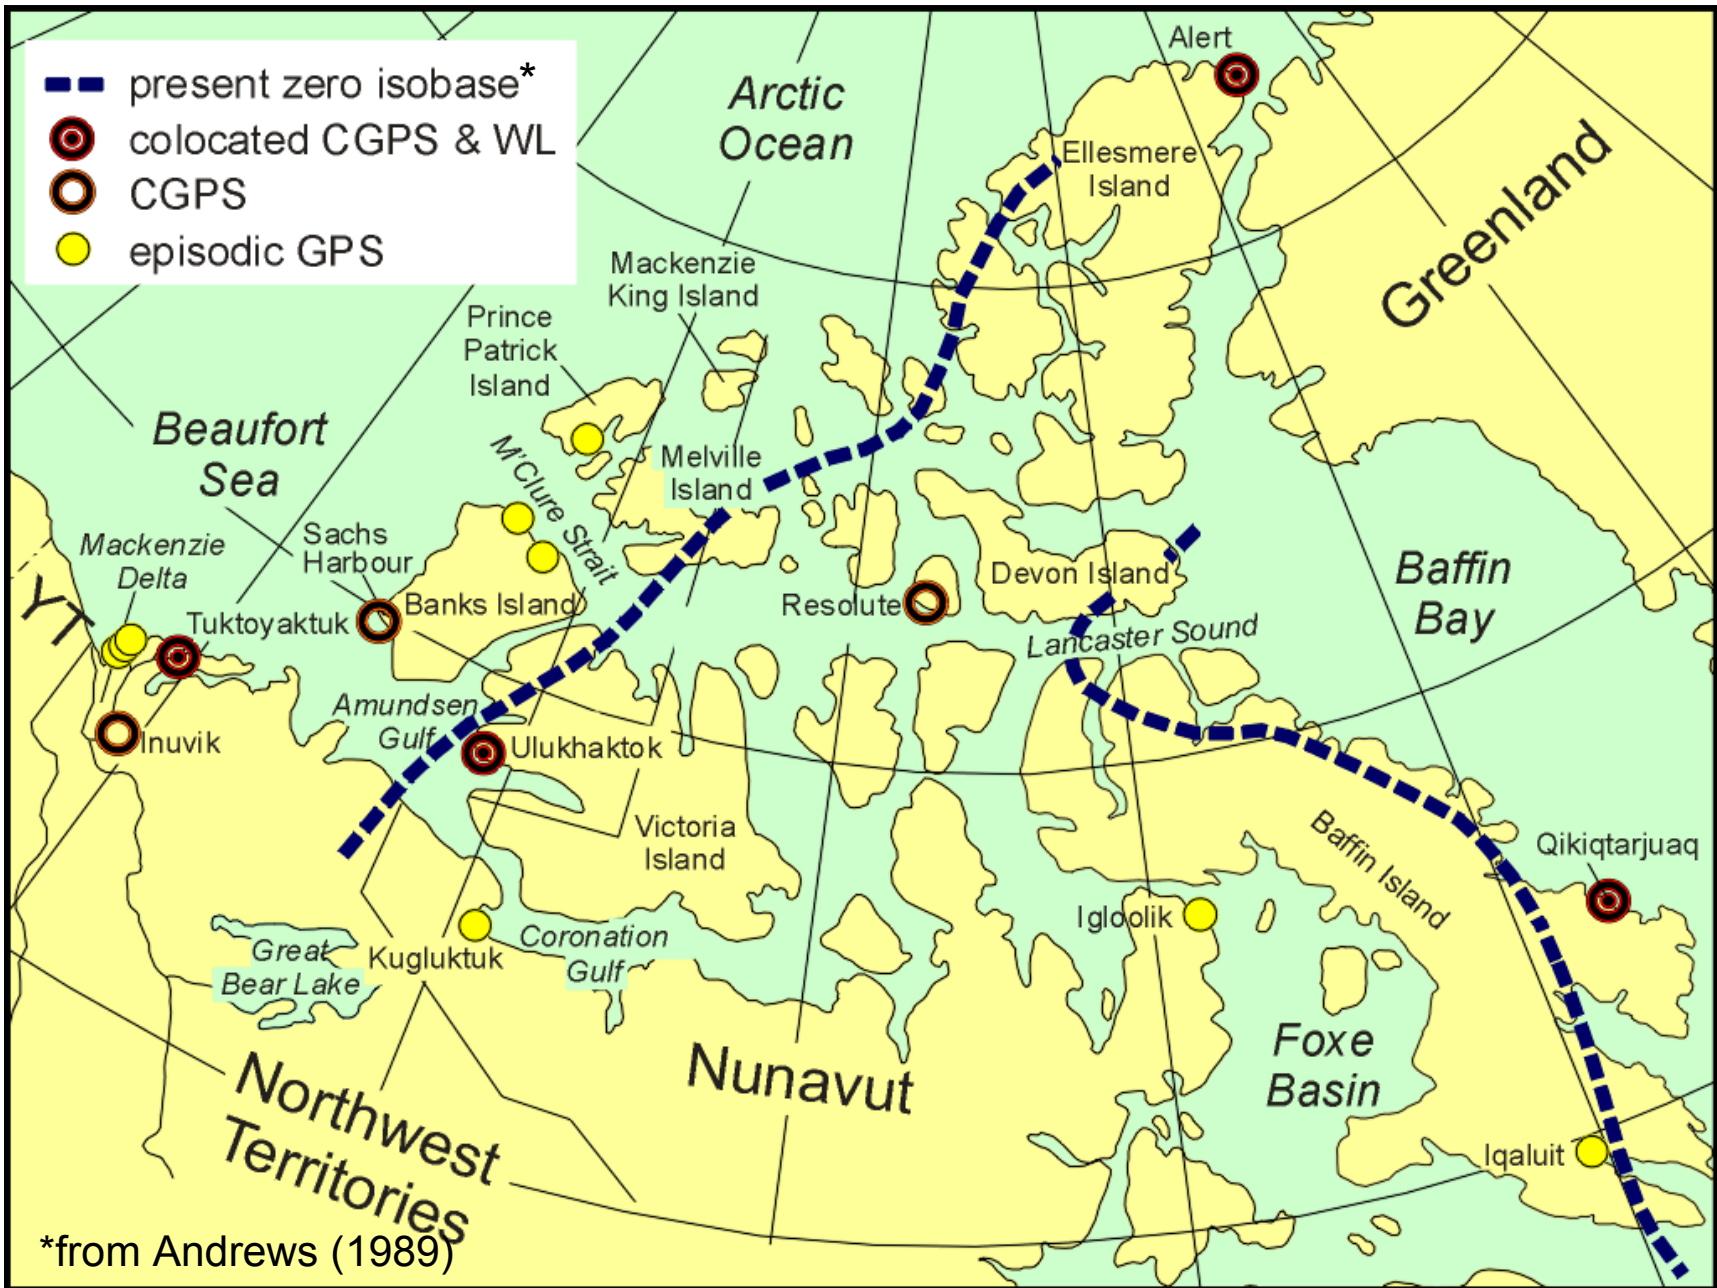 present zero isobase*
colocated CGPS & WL
CGPS
episodic GPS
Alert
Arctic
Ocean
Ellesmere
Island
Greenland
Mackenzie
King Island
Prince
Patrick
Island
Beaufort
Sea
M'Clure Strait
Melville
Island
Sachs
Harbour
Mackenzie
Delta
YT
Tuktoyaktuk
Banks Island
Resolute
Devon Island
Lancaster Sound
Baffin
Bay
Amundsen
Gulf
Inuvik
Ulukhaktok
Victoria
Island
Baffin Island
Qikiqtarjuaq
Igloolik
Great
Bear Lake
Kugluktuk
Coronation
Gulf
Foxe
Basin
Nunavut
Northwest
Territories
Iqaluit
*from Andrews (1989)